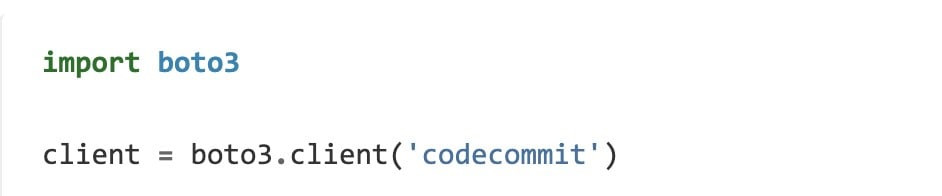 import boto3
client = boto3.client('codecommit')